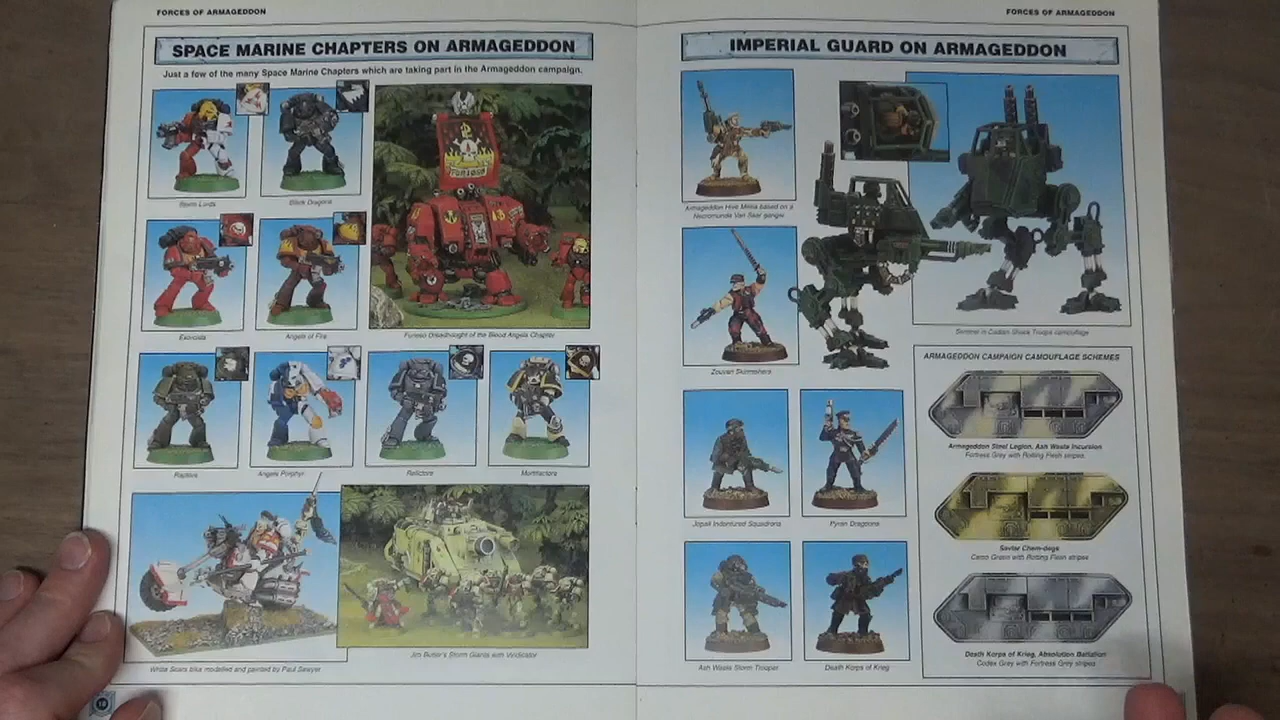 FORCES OF ARMAGEDDON
SPACE MARINE CHAPTERS ON ARMAGEDDON
Just a few of the many Space Marine Chapters which are taking part in the Armageddon campaign.
Storm Lords
Black Dragons
Exorcists
Angels of Fire
Furioso Dreadnought of the Blood Angels Chapter
Raptors
Angels Porphyr
Relictors
Mortifactors
White Scars bike modelled and painted by Paul Sawyer
Jim Butler's Storm Giants with Vindicator
FORCES OF ARMAGEDDON
IMPERIAL GUARD ON ARMAGEDDON
Armageddon Hive Militia based on a
Necromunda Van Saar ganger
Sentinel in Cadian Shock Troops camouflage
Zouvan Skirmishers
Jopall Indentured Squadrons
Pyran Dragoons
Ash Waste Storm Trooper
Death Korps of Krieg
ARMAGEDDON CAMPAIGN CAMOUFLAGE SCHEMES
Armageddon Steel Legion, Ash Waste Incursion
Fortress Grey with Rotting Flesh stripes
Savlar Chem-dogs
Camo Green with Rotting Flesh stripes
Death Korps of Krieg, Absolution Battalion
Codex Grey with Fortress Grey stripes